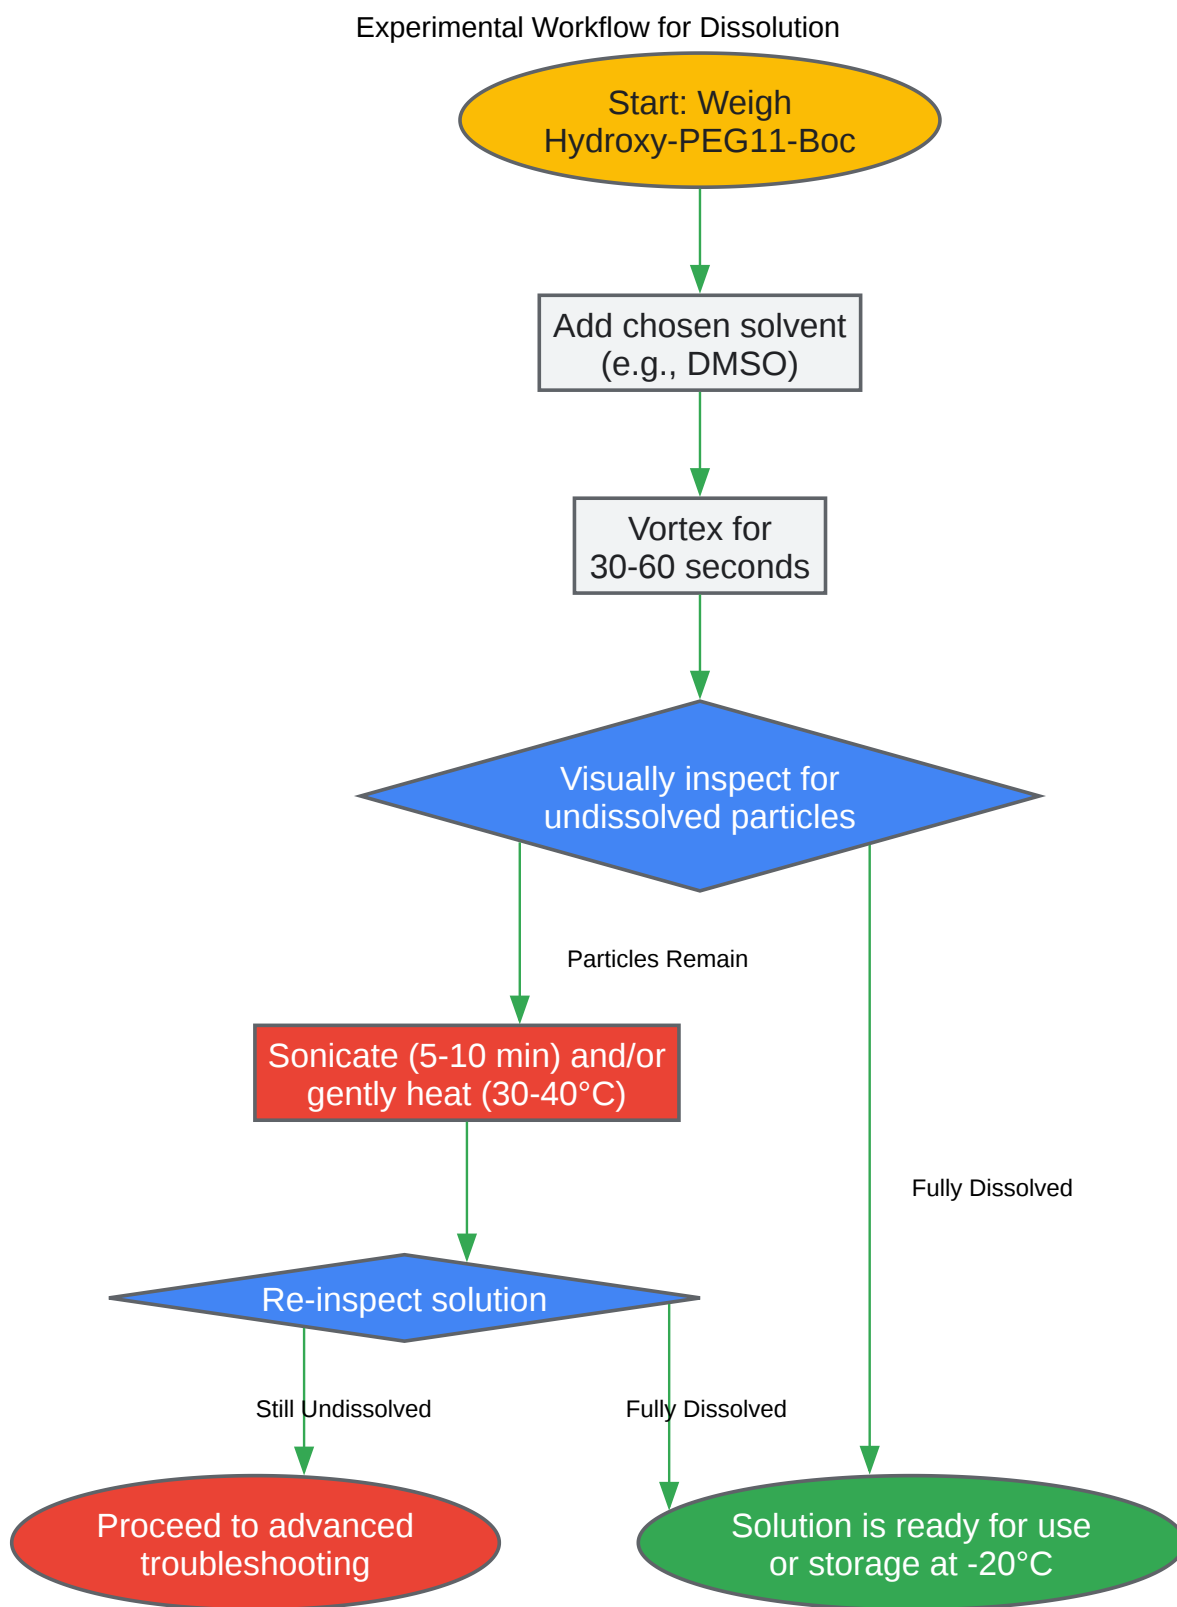 Experimental Workflow for Dissolution
Start: Weigh
Hydroxy-PEG11-Boc
Add chosen solvent
(e.g., DMSO)
Vortex for
30-60 seconds
Visually inspect for
undissolved particles
Particles Remain
Sonicate (5-10 min) and/or
gently heat (30-40°C)
Fully Dissolved
Re-inspect solution
Still Undissolved
Fully Dissolved
Proceed to advanced
troubleshooting
Solution is ready for use
or storage at -20°C